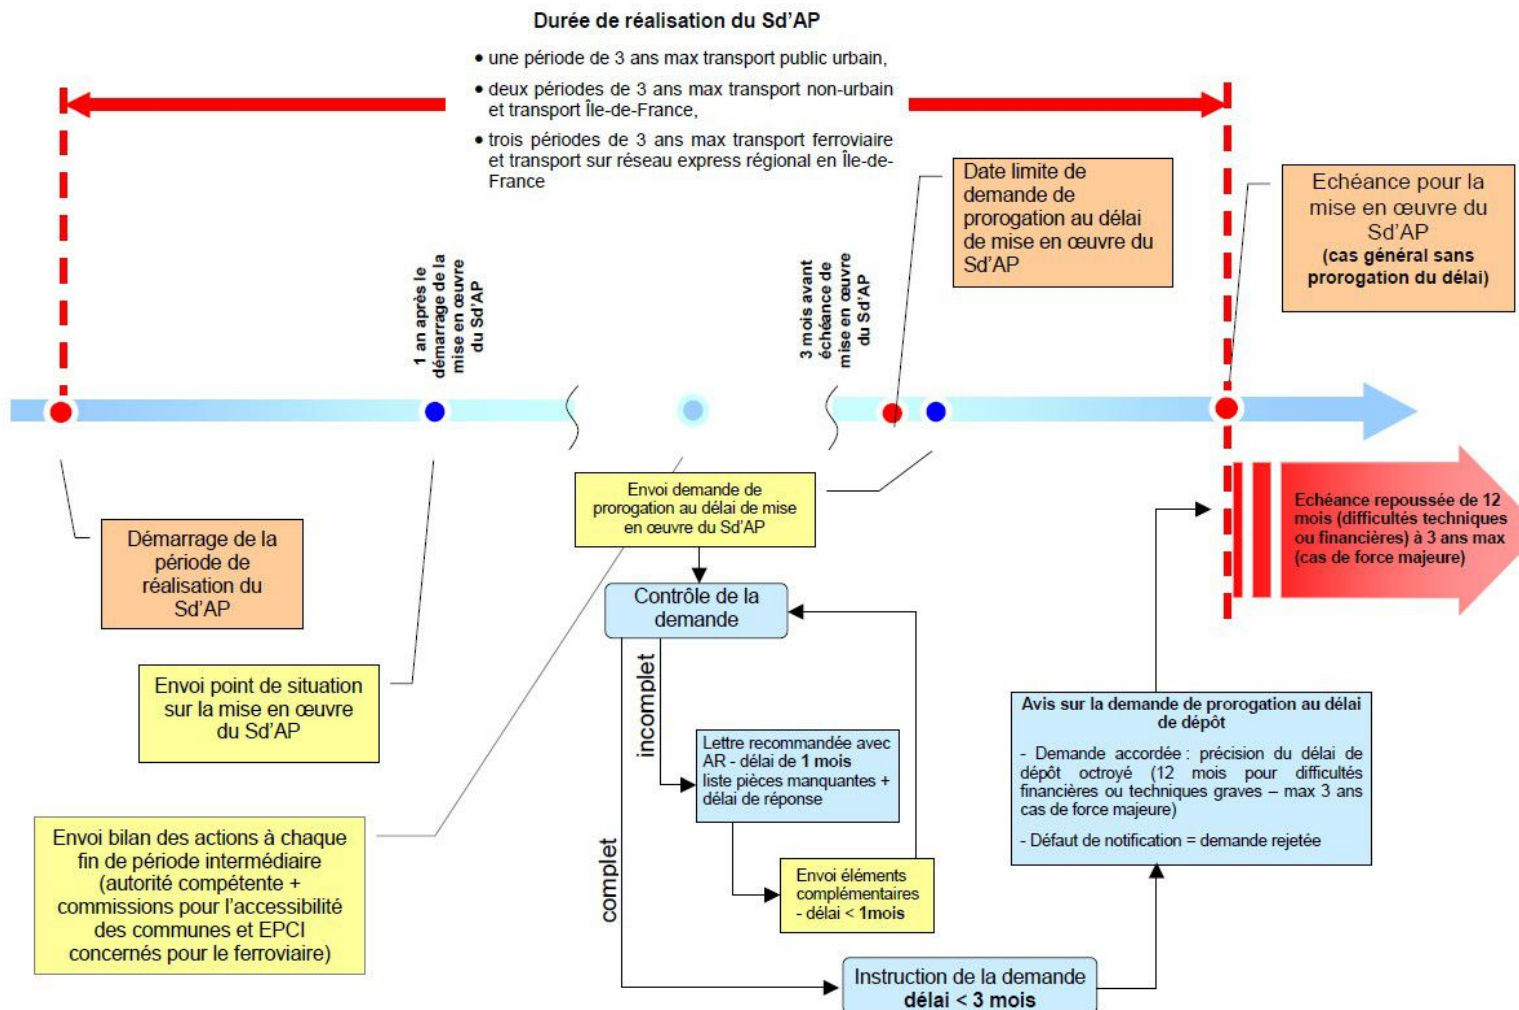 Durée de réalisation du Sd’AP
• une période de 3 ans max transport public urbain,
• deux périodes de 3 ans max transport non-urbain
et transport Île-de-France,
• trois périodes de 3 ans max transport ferroviaire
et transport sur réseau express régional en Île-de-
France
Date limite de
demande de
prorogation au délai
de mise en œuvre du
Sd’AP
Echéance pour la
mise en œuvre du
Sd’AP
(cas général sans
prorogation du délai)
1 an après le
démarrage de la
mise en œuvre
du Sd’AP
3 mois avant
échéance de
mise en œuvre
du Sd’AP
Envoi demande de
prorogation au délai de mise
en œuvre du Sd’AP
Echéance repoussée de 12
mois (difficultés techniques
ou financières) à 3 ans max
(cas de force majeure)
Démarrage de la
période de
réalisation du
Sd’AP
Contrôle de la
demande
Envoi point de situation
sur la mise en œuvre
du Sd’AP
incomplet
Lettre recommandée avec
AR - délai de 1 mois
liste pièces manquantes +
délai de réponse
Avis sur la demande de prorogation au délai
de dépôt
- Demande accordée : précision du délai de
dépôt octroyé (12 mois pour difficultés
financières ou techniques graves – max 3 ans
cas de force majeure)
- Défaut de notification = demande rejetée
Envoi bilan des actions à chaque
fin de période intermédiaire
(autorité compétente +
commissions pour l’accessibilité
des communes et EPCI
concernés pour le ferroviaire)
complet
Envoi éléments
complémentaires
- délai < 1mois
Instruction de la demande
délai < 3 mois